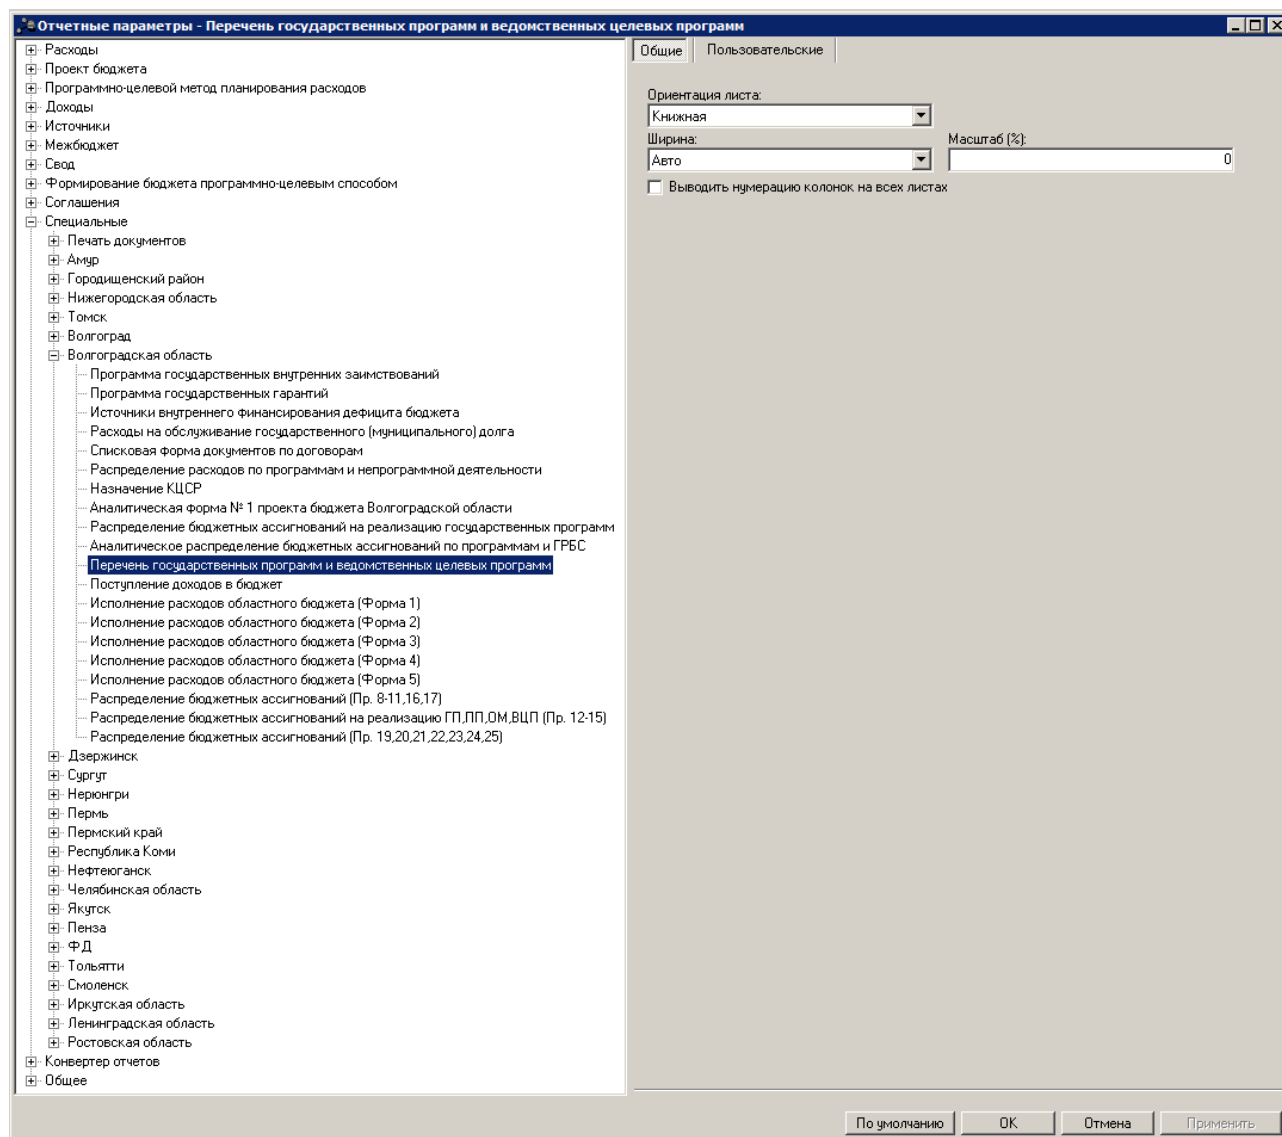 Отчетные параметры - Перечень государственных программ и ведомственных целевых программ
Расходы
Проект бюджета
Программно-целевой метод планирования расходов
Доходы
Источники
Межбюджет
Свод
Формирование бюджета программно-целевым способом
Соглашения
Специальные
Печать документов
Амур
Городищенский район
Нижегородская область
Томск
Волгоград
Волгоградская область
Программа государственных внутренних заимствований
Программа государственных гарантий
Источники внутреннего финансирования дефицита бюджета
Расходы на обслуживание государственного (муниципального) долга
Списковая форма документов по договорам
Распределение расходов по программам и непрограммной деятельности
Назначение КЦСР
Аналитическая форма № 1 проекта бюджета Волгоградской области
Распределение бюджетных ассигнований на реализацию государственных программ
Аналитическое распределение бюджетных ассигнований по программам и ГРБС
Перечень государственных программ и ведомственных целевых программ
Поступление доходов в бюджет
Исполнение расходов областного бюджета (Форма 1)
Исполнение расходов областного бюджета (Форма 2)
Исполнение расходов областного бюджета (Форма 3)
Исполнение расходов областного бюджета (Форма 4)
Исполнение расходов областного бюджета (Форма 5)
Распределение бюджетных ассигнований (Пр. 8-11,16,17)
Распределение бюджетных ассигнований на реализацию ГП,ПП,ОМ,ВЦП (Пр. 12-15)
Распределение бюджетных ассигнований (Пр. 19,20,21,22,23,24,25)
Дзержинск
Сургут
Нерюнгри
Пермь
Пермский край
Республика Коми
Нефтеюганск
Челябинская область
Якутск
Пенза
ФД
Тольятти
Смоленск
Иркутская область
Ленинградская область
Ростовская область
Конвертер отчетов
Общее
Общие Пользовательские
Ориентация листа:
Книжная
Ширина: Масштаб (%):
Авто 0
Выводить нумерацию колонок на всех листах
По умолчанию OK Отмена Применить